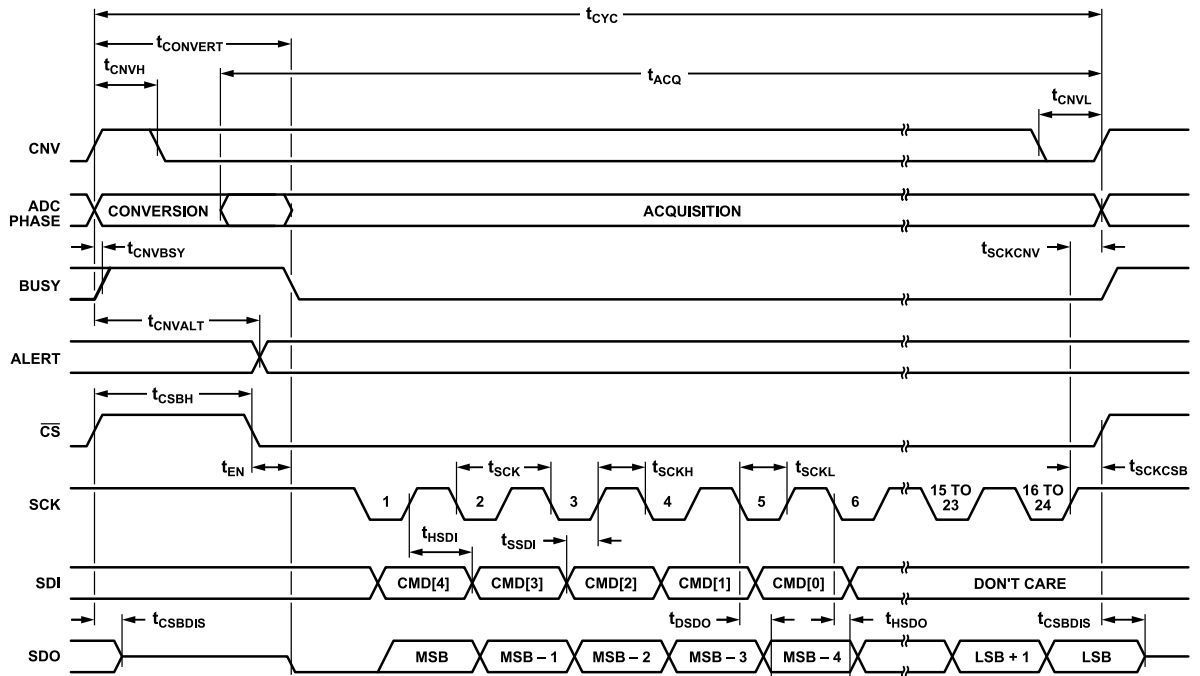 tCYC
tCONVERT
tCNVH
tACQ
tCNVL
CNV
ADC
PHASE
CONVERSION
ACQUISITION
tCNVBSY
tSCKCNV
BUSY
tCNVALT
ALERT
tCSBH
CS
tEN
tSCK
tSCKH
tSCKL
tSCKCSB
SCK
1
2
3
4
5
6
15 TO
23
16 TO
24
tHSDI
tSSDI
SDI
CMD[4]
CMD[3]
CMD[2]
CMD[1]
CMD[0]
DON'T CARE
tCSBDIS
tDSDO
tHSDO
tCSBDIS
SDO
MSB
MSB – 1
MSB – 2
MSB – 3
MSB – 4
LSB + 1
LSB